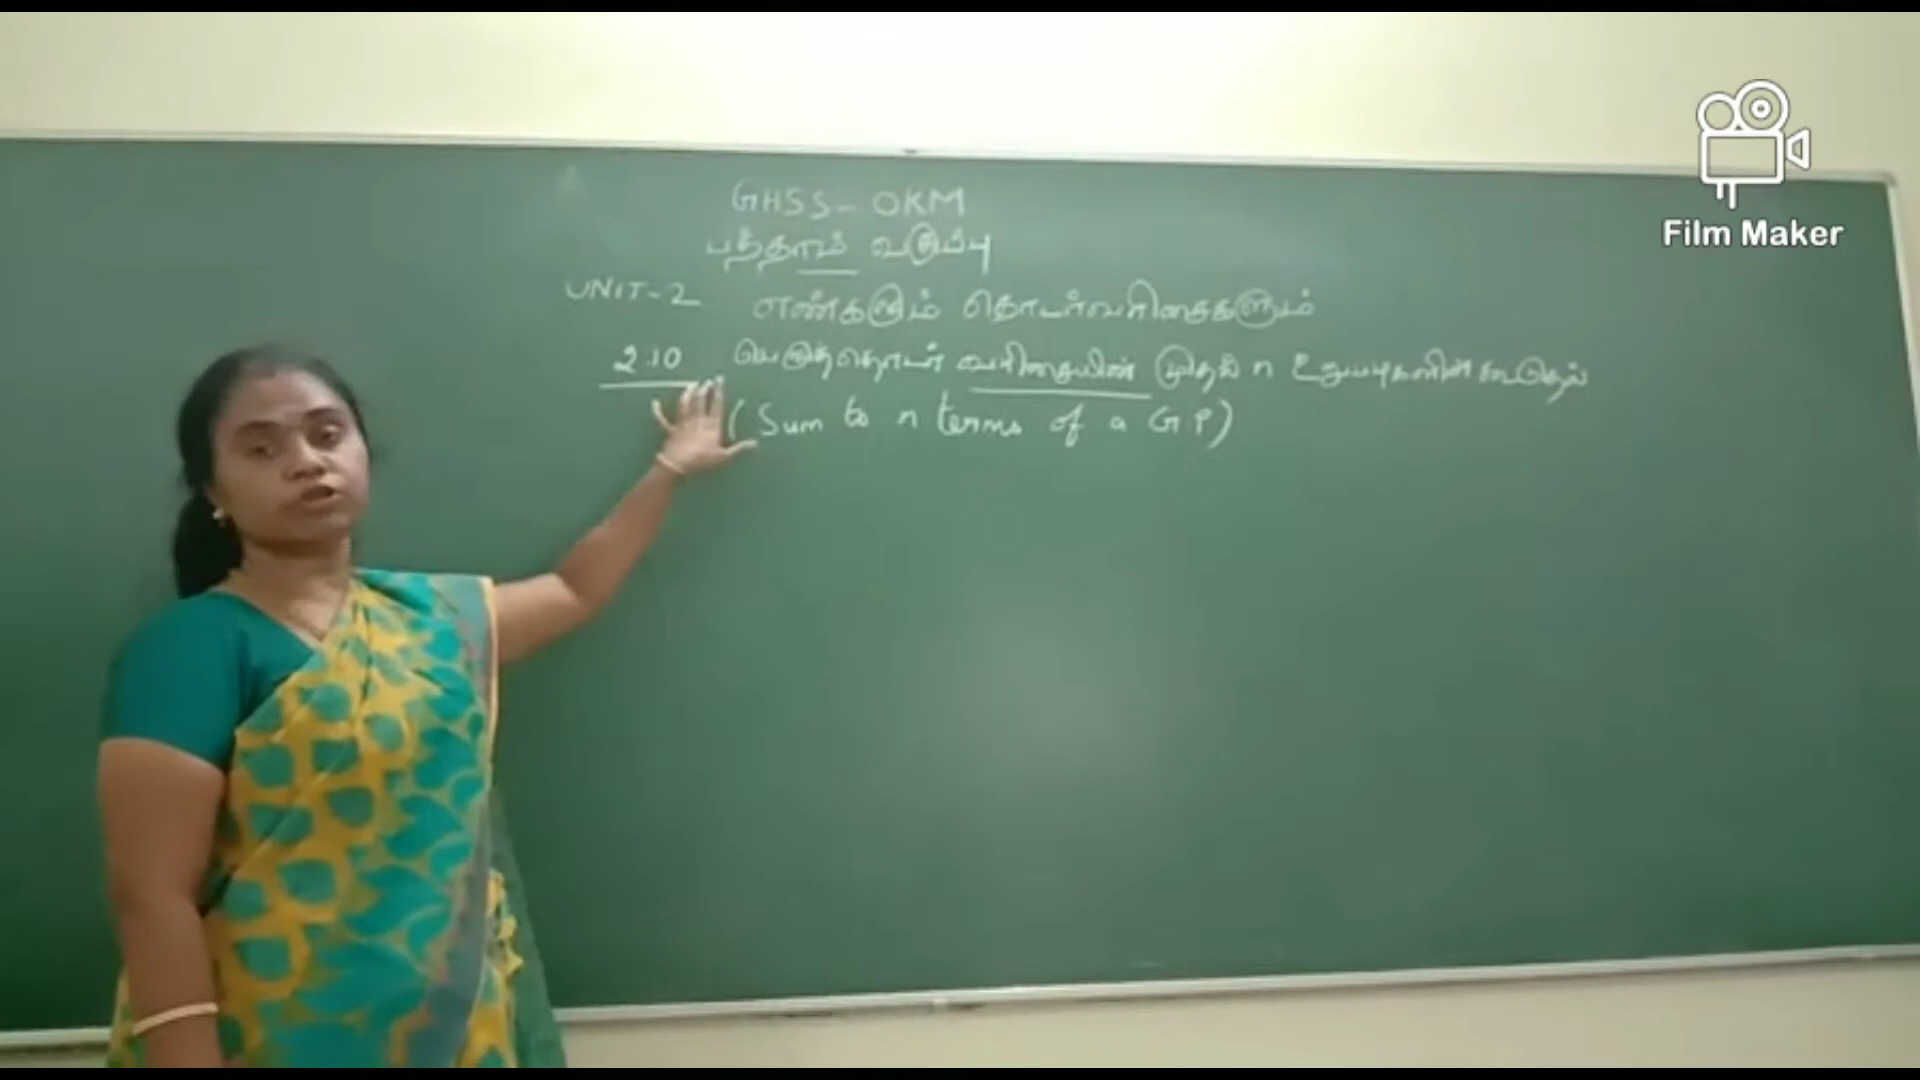 GHSS - OKM
பத்தாம் வகுப்பு
UNIT - 2 எண்களும் தொடர்வரிசைகளும்
2.10 பெருக்குத்தொடர் வரிசையின் முதல் n உறுப்புகளின் கூடுதல்
(Sum to n terms of a G.P)
Film Maker